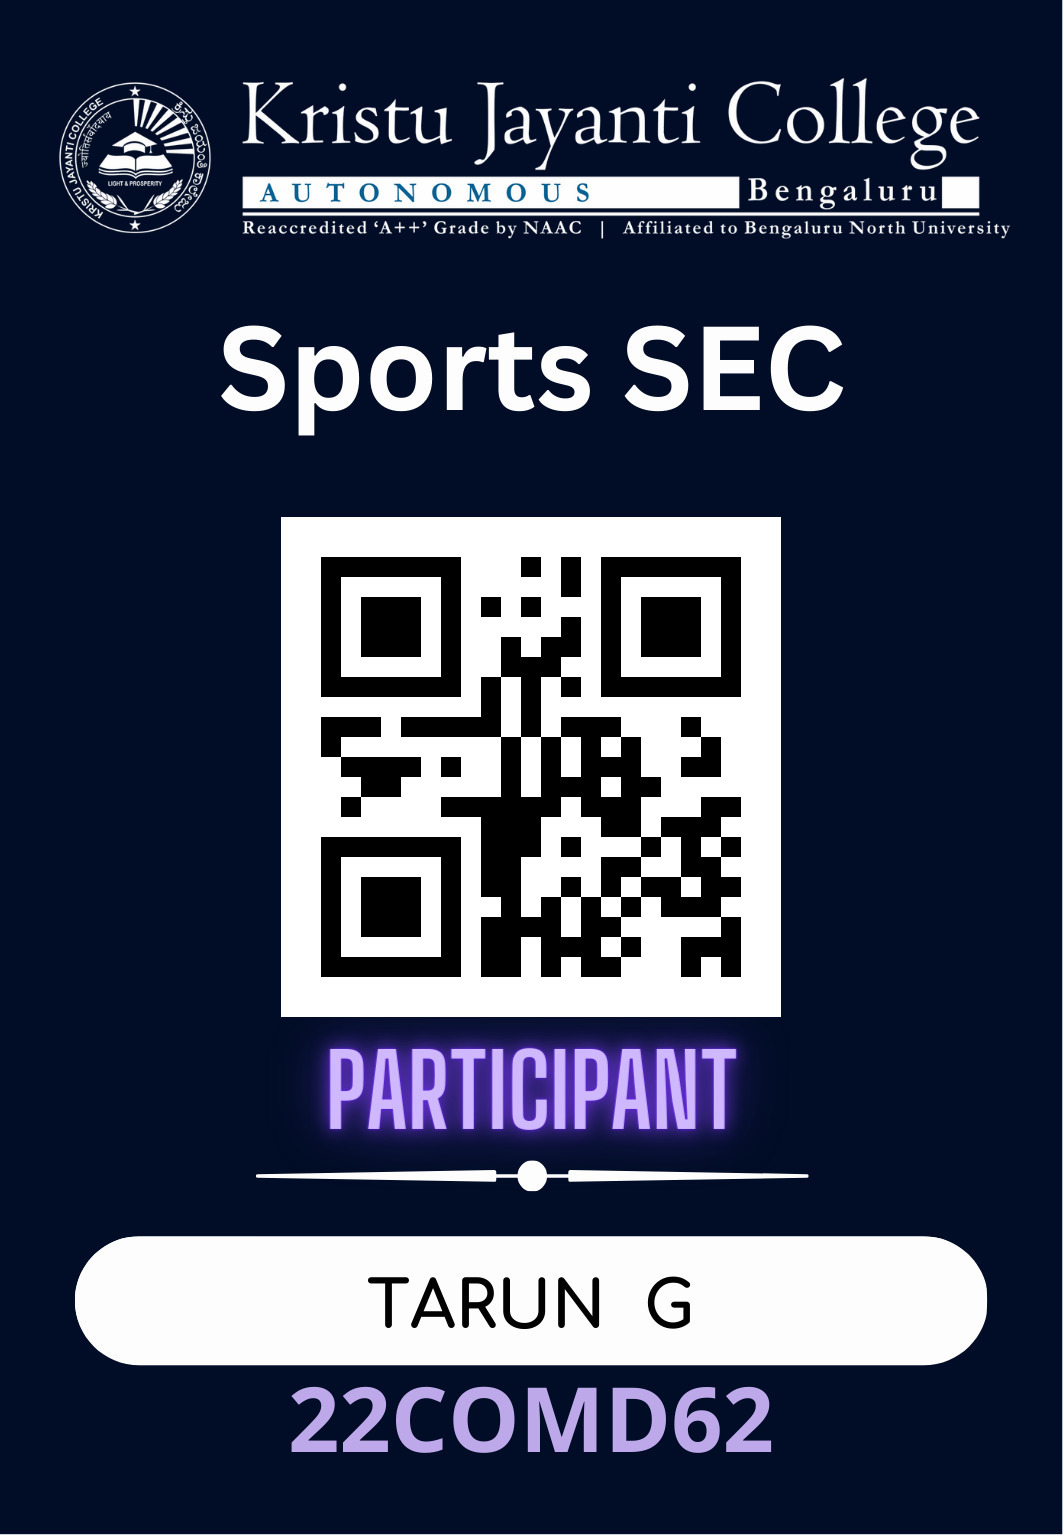 KRISTU JAYANTI COLLEGE
ಕ್ರಿಸ್ತು ಜಯಂತಿ ಕಾಲೇಜು
LIGHT & PROSPERITY
Kristu Jayanti College
AUTONOMOUS Bengaluru
Reaccredited ‘A++’ Grade by NAAC | Affiliated to Bengaluru North University
Sports SEC
PARTICIPANT
TARUN G
22COMD62